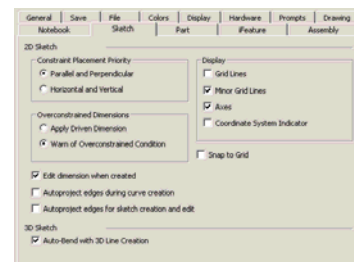 General Save File Colors Display Hardware Prompts Drawing
Notebook Sketch Part iFeature Assembly
2D Sketch
Constraint Placement Priority
Parallel and Perpendicular
Horizontal and Vertical
Overconstrained Dimensions
Apply Driven Dimension
Warn of Overconstrained Condition
Display
Grid Lines
Minor Grid Lines
Axes
Coordinate System Indicator
Snap to Grid
Edit dimension when created
Autoproject edges during curve creation
Autoproject edges for sketch creation and edit
3D Sketch
Auto-Bend with 3D Line Creation